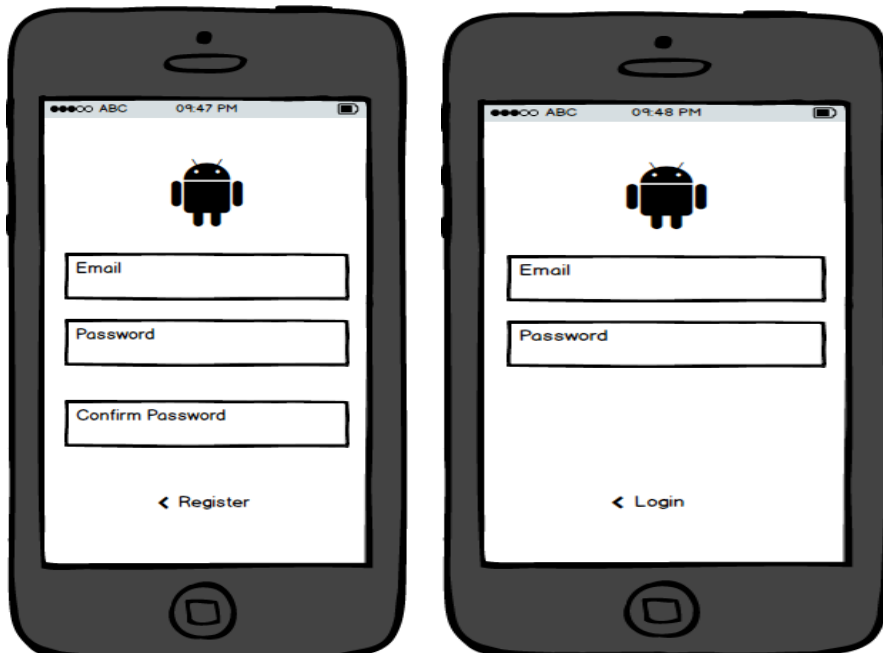 ABC 09:47 PM
Email
Password
Confirm Password
< Register
ABC 09:48 PM
Email
Password
< Login